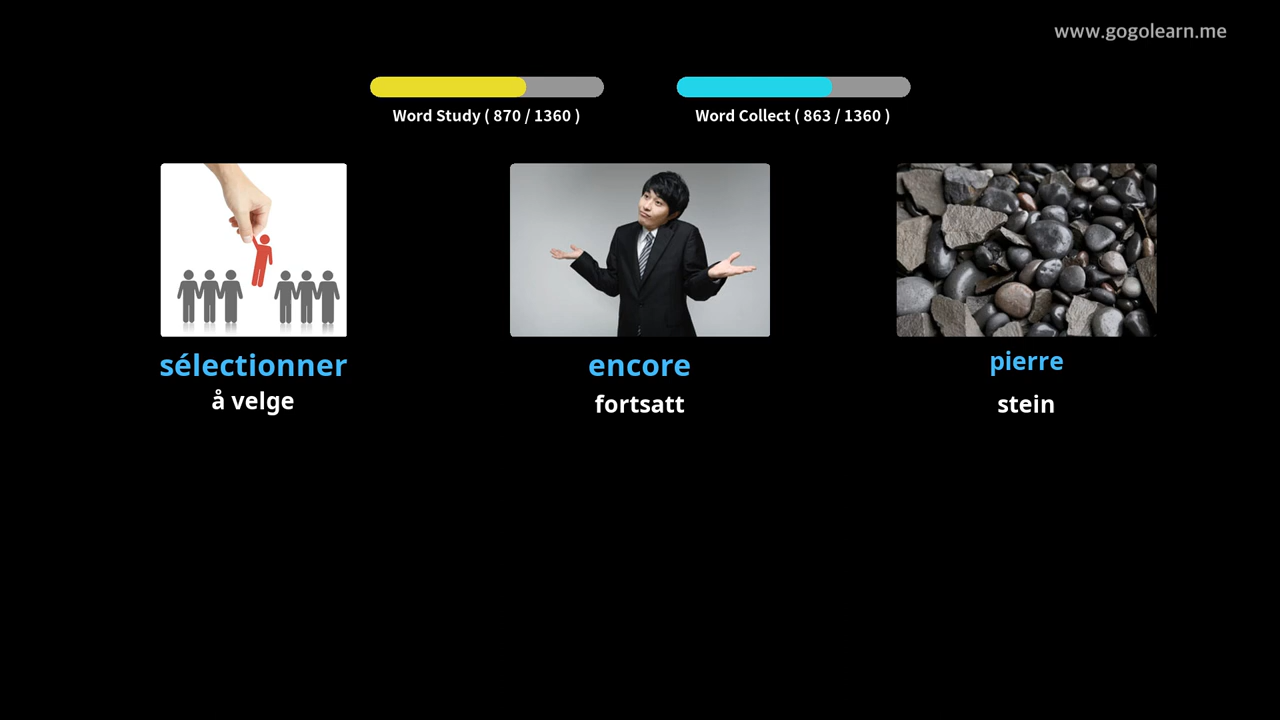 www.gogolearn.me
Word Study ( 870 / 1360 )
Word Collect ( 863 / 1360 )
sélectionner
å velge
encore
fortsatt
pierre
stein